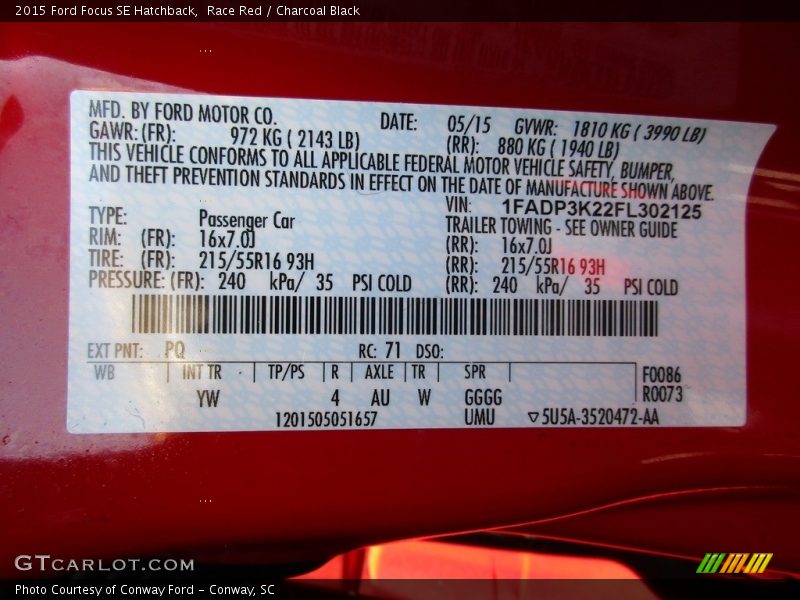 2015 Ford Focus SE Hatchback,  Race Red / Charcoal Black
MFD. BY FORD MOTOR CO. DATE: 05/15 GVWR: 1810 KG ( 3990 LB)
GAWR: (FR): 972 KG ( 2143 LB) (RR): 880 KG ( 1940 LB)
THIS VEHICLE CONFORMS TO ALL APPLICABLE FEDERAL MOTOR VEHICLE SAFETY, BUMPER,
AND THEFT PREVENTION STANDARDS IN EFFECT ON THE DATE OF MANUFACTURE SHOWN ABOVE.
VIN: 1FADP3K22FL302125
TYPE: Passenger Car TRAILER TOWING - SEE OWNER GUIDE
RIM: (FR): 16x7.0J (RR): 16x7.0J
TIRE: (FR): 215/55R16 93H (RR): 215/55R16 93H
PRESSURE: (FR): 240 kPa/ 35 PSI COLD (RR): 240 kPa/ 35 PSI COLD
EXT PNT: PQ RC: 71 DSO:
WB INT TR TP/PS R AXLE TR SPR F0086
YW 4 AU W GGGG R0073
1201505051657 UMU ▽5U5A-3520472-AA
GTCARLOT.COM
Photo Courtesy of Conway Ford - Conway, SC